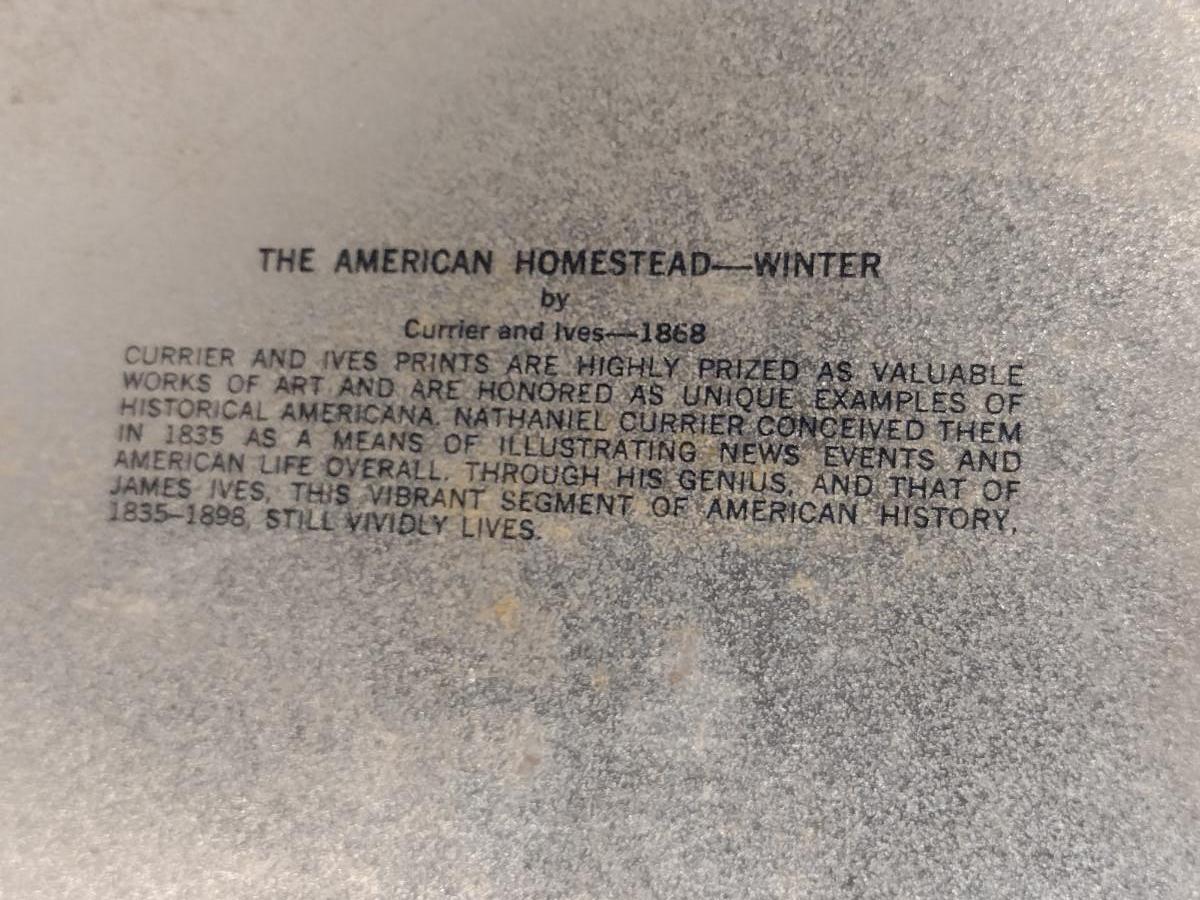 THE AMERICAN HOMESTEAD—WINTER
by
Currier and Ives—1868
CURRIER AND IVES PRINTS ARE HIGHLY PRIZED AS VALUABLE
WORKS OF ART AND ARE HONORED AS UNIQUE EXAMPLES OF
HISTORICAL AMERICANA. NATHANIEL CURRIER CONCEIVED THEM
IN 1835 AS A MEANS OF ILLUSTRATING NEWS EVENTS AND
AMERICAN LIFE OVERALL. THROUGH HIS GENIUS, AND THAT OF
JAMES IVES, THIS VIBRANT SEGMENT OF AMERICAN HISTORY,
1835–1898, STILL VIVIDLY LIVES.